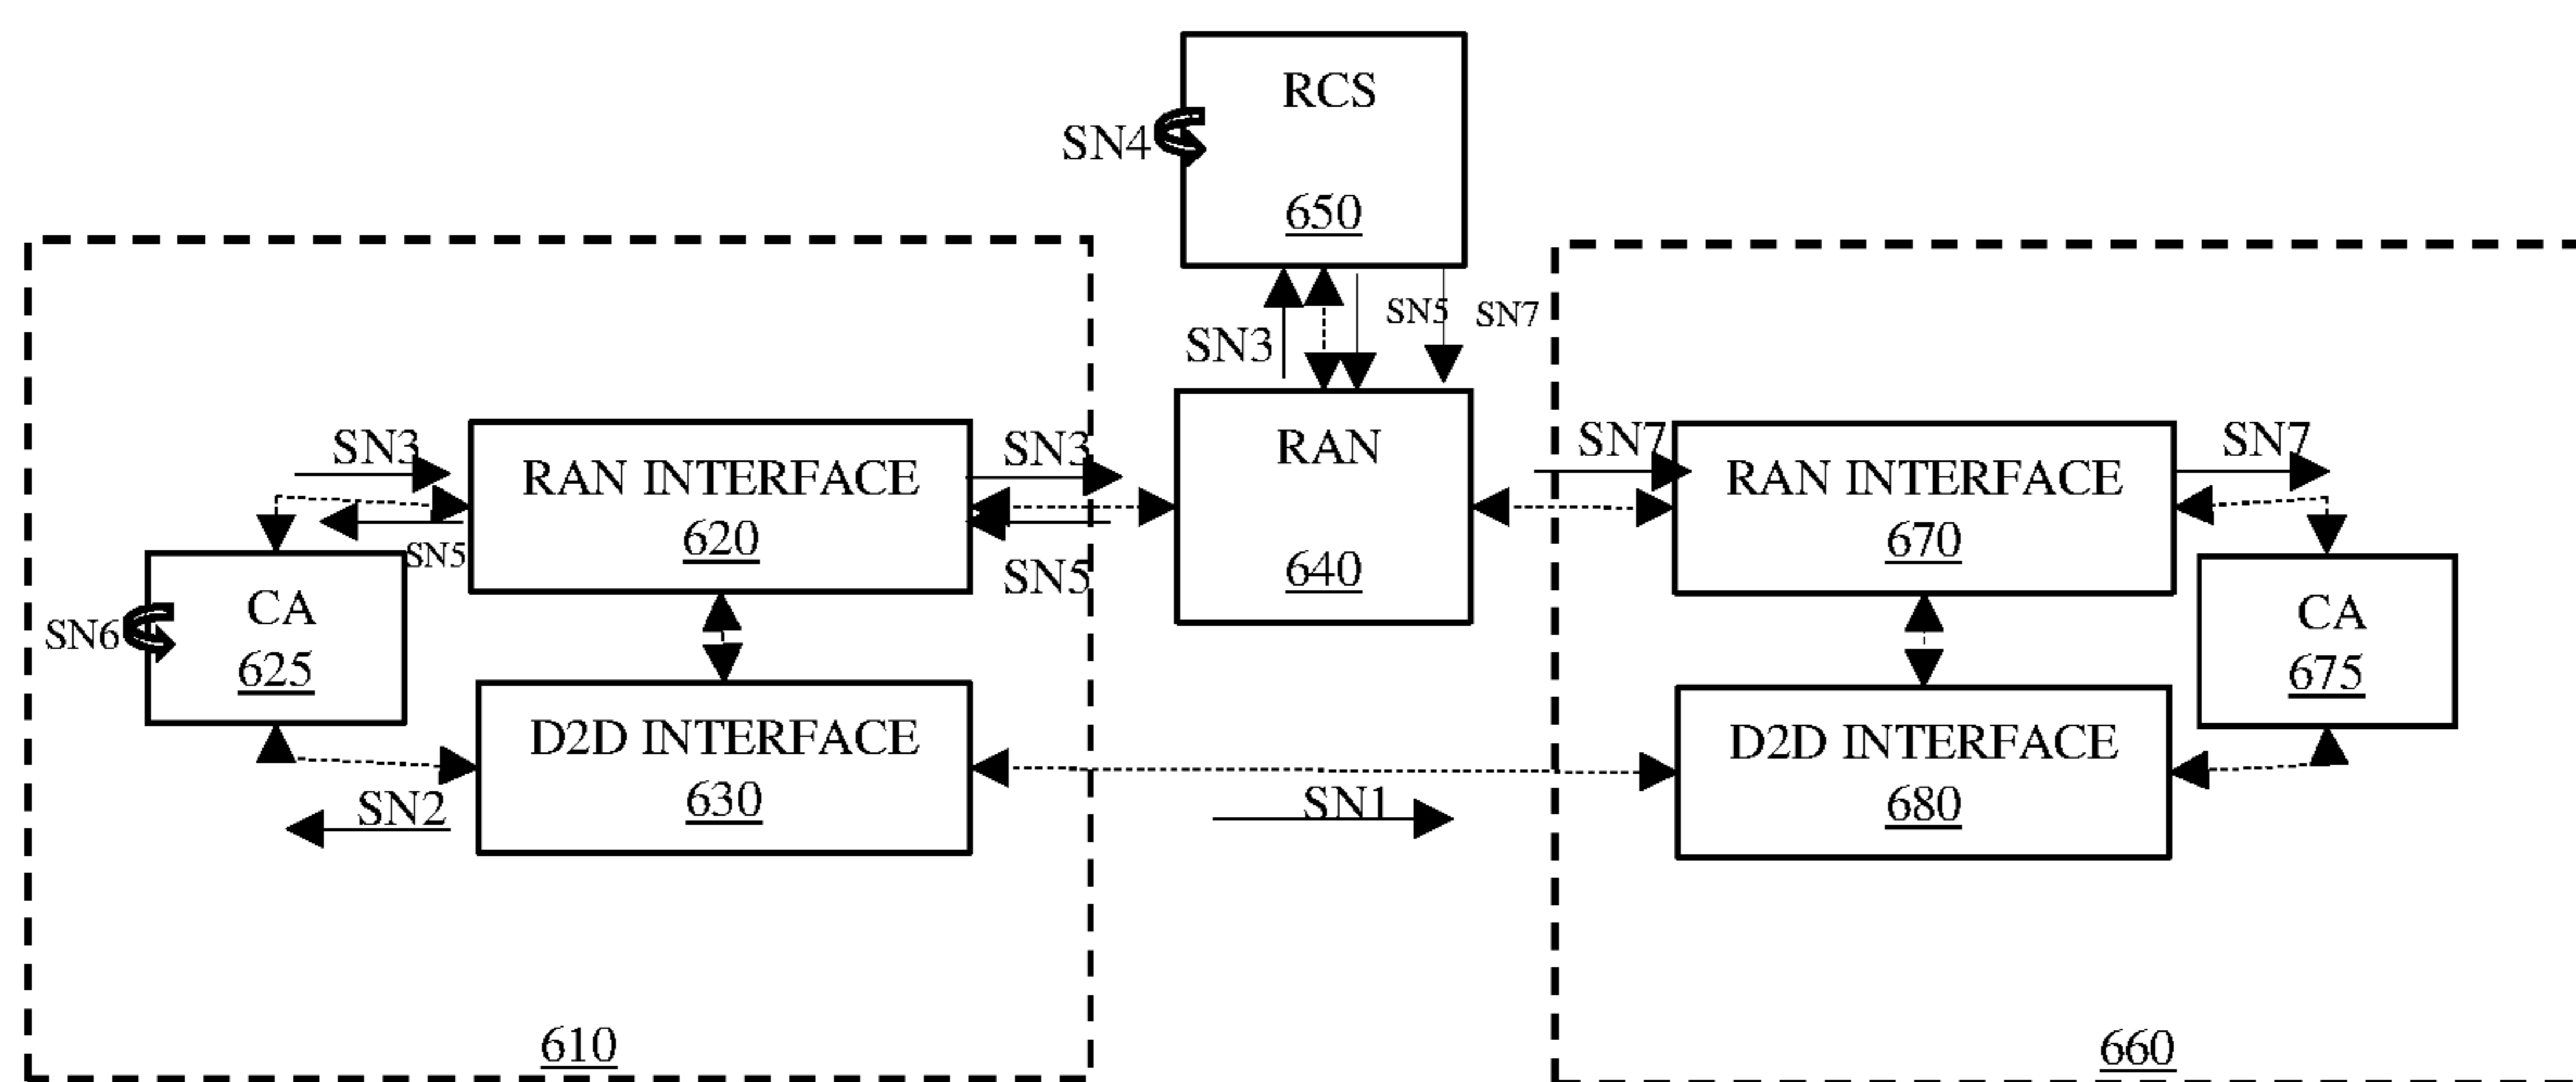 RCS
SN4
650
SN5
SN7
SN3
SN3
RAN INTERFACE
620
SN5
SN3
SN5
RAN
640
SN7
RAN INTERFACE
670
SN7
CA
625
SN6
CA
675
D2D INTERFACE
630
SN2
SN1
D2D INTERFACE
680
610
660